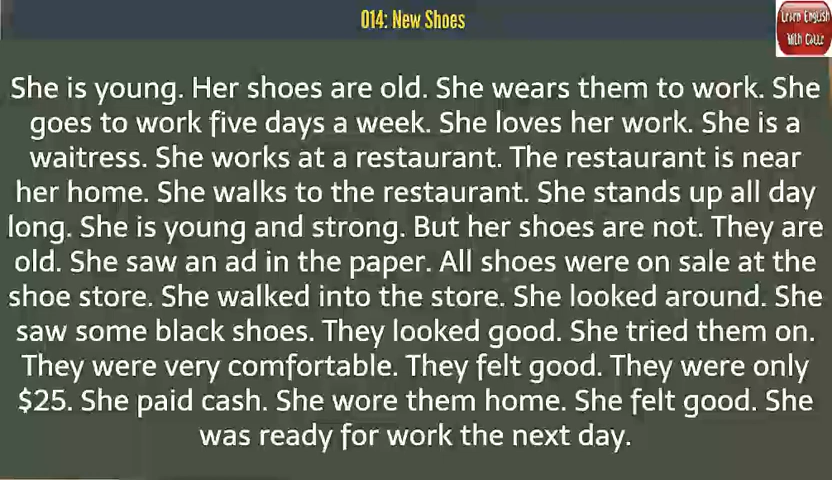 014: New Shoes
Learn English
With Cullz
She is young. Her shoes are old. She wears them to work. She
goes to work five days a week. She loves her work. She is a
waitress. She works at a restaurant. The restaurant is near
her home. She walks to the restaurant. She stands up all day
long. She is young and strong. But her shoes are not. They are
old. She saw an ad in the paper. All shoes were on sale at the
shoe store. She walked into the store. She looked around. She
saw some black shoes. They looked good. She tried them on.
They were very comfortable. They felt good. They were only
$25. She paid cash. She wore them home. She felt good. She
was ready for work the next day.